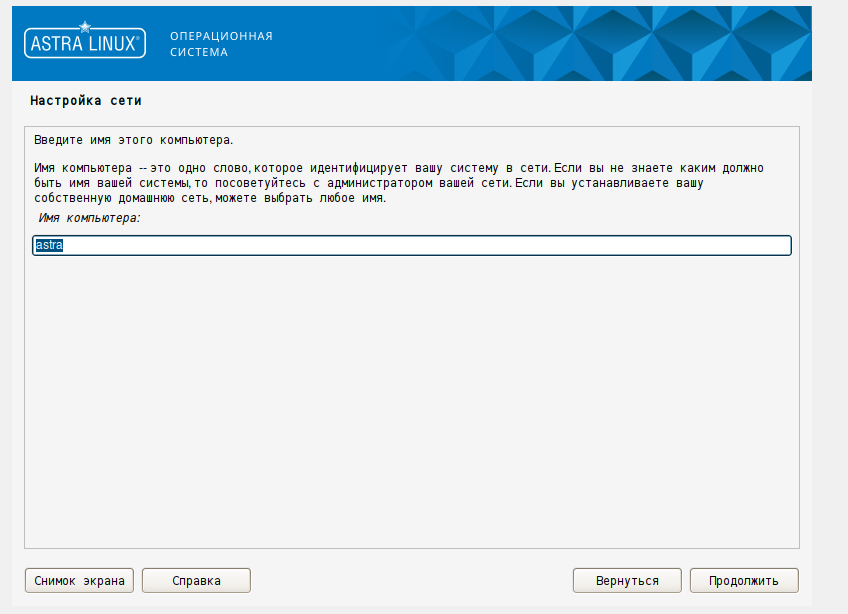 ASTRA LINUX®
ОПЕРАЦИОННАЯ
СИСТЕМА
Настройка сети
Введите имя этого компьютера.
Имя компьютера -- это одно слово, которое идентифицирует вашу систему в сети. Если вы не знаете каким должно
быть имя вашей системы, то посоветуйтесь с администратором вашей сети. Если вы устанавливаете вашу
собственную домашнюю сеть, можете выбрать любое имя.
Имя компьютера:
astra
Снимок экрана
Справка
Вернуться
Продолжить